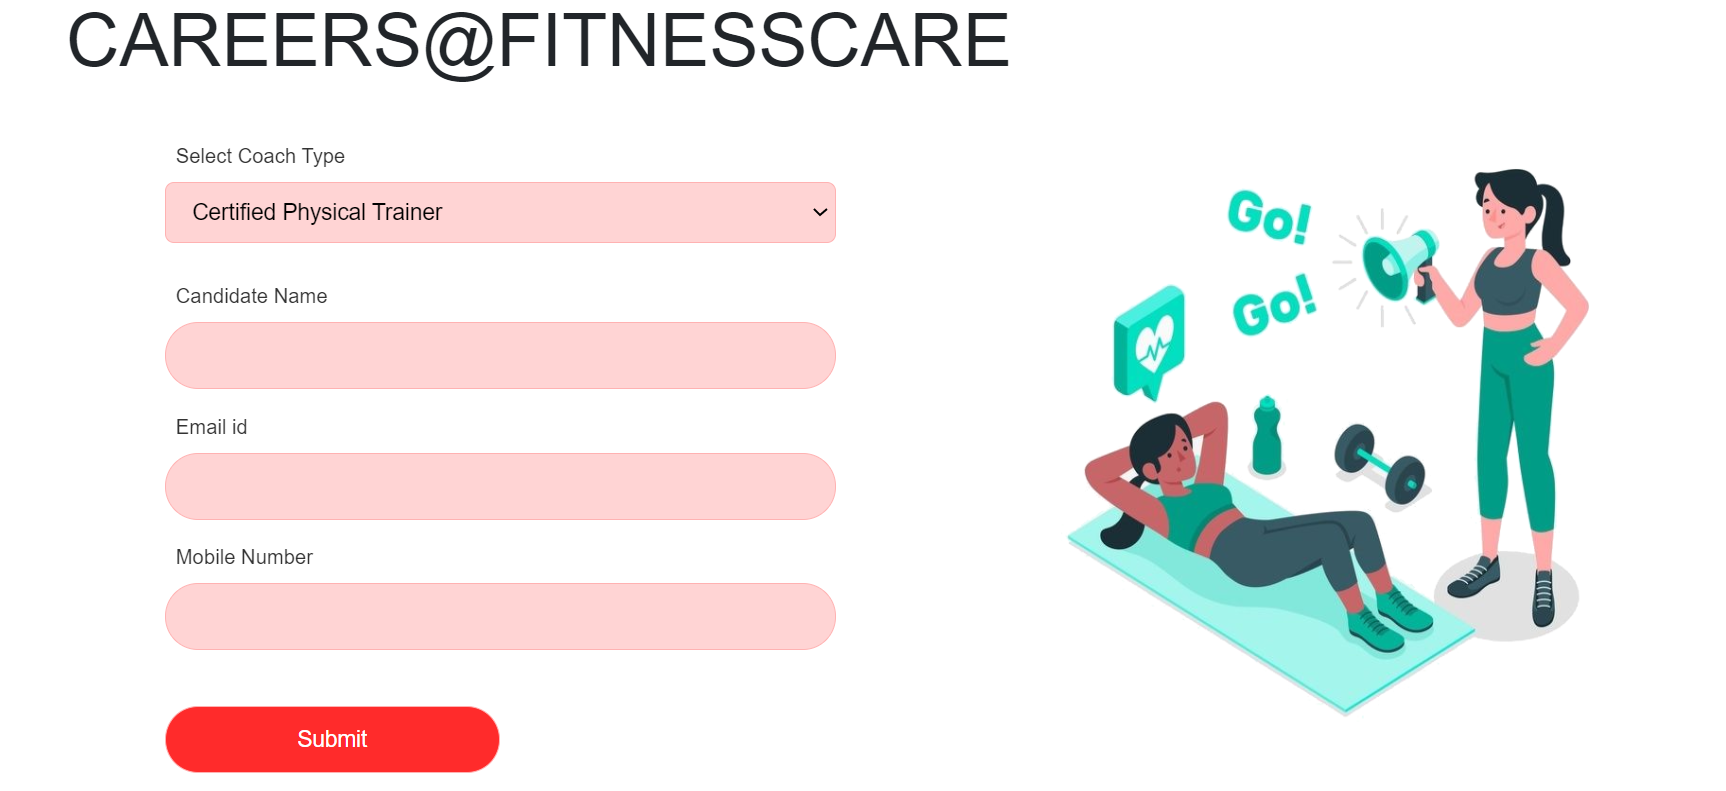 CAREERS@FITNESSCARE
Select Coach Type
Certified Physical Trainer
Candidate Name
Email id
Mobile Number
Submit
Go!
Go!